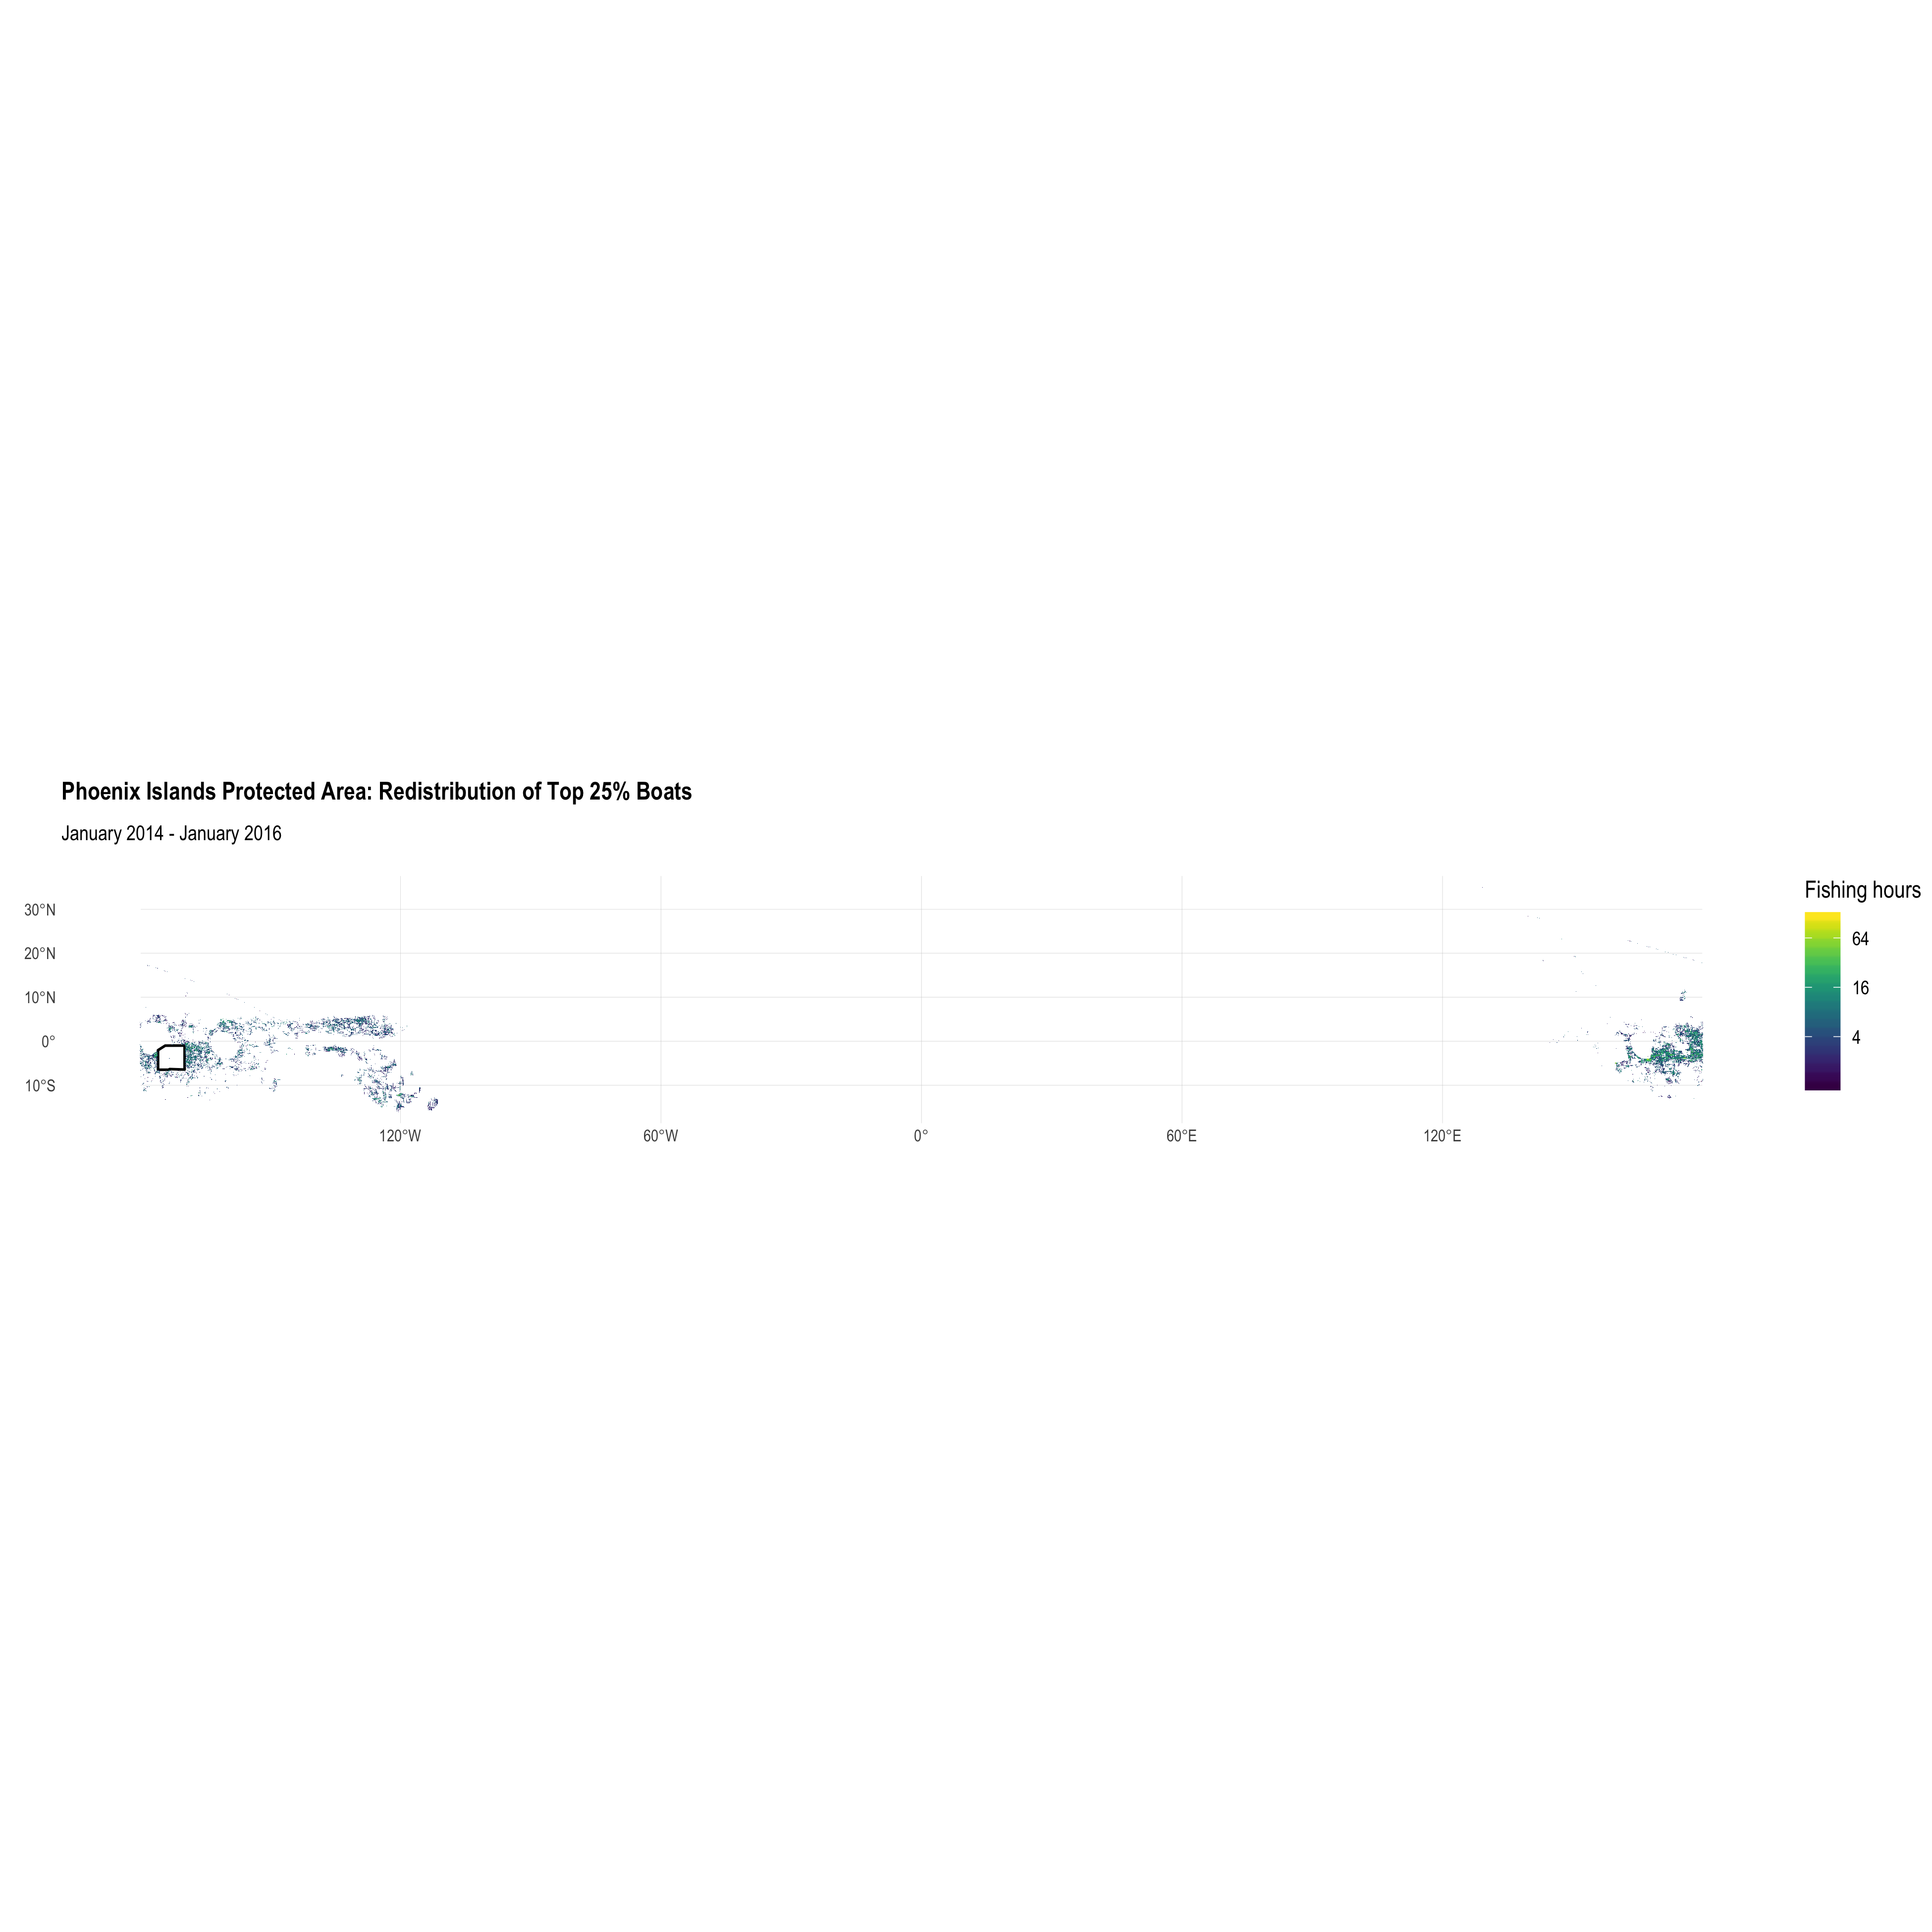 Phoenix Islands Protected Area: Redistribution of Top 25% Boats
January 2014 - January 2016
Fishing hours
64
16
4
30°N
20°N
10°N
0°
10°S
120°W
60°W
0°
60°E
120°E